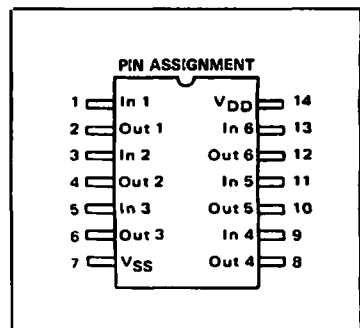 PIN ASSIGNMENT
1 In 1 VDD 14
2 Out 1 In 6 13
3 In 2 Out 6 12
4 Out 2 In 5 11
5 In 3 Out 5 10
6 Out 3 In 4 9
7 VSS Out 4 8